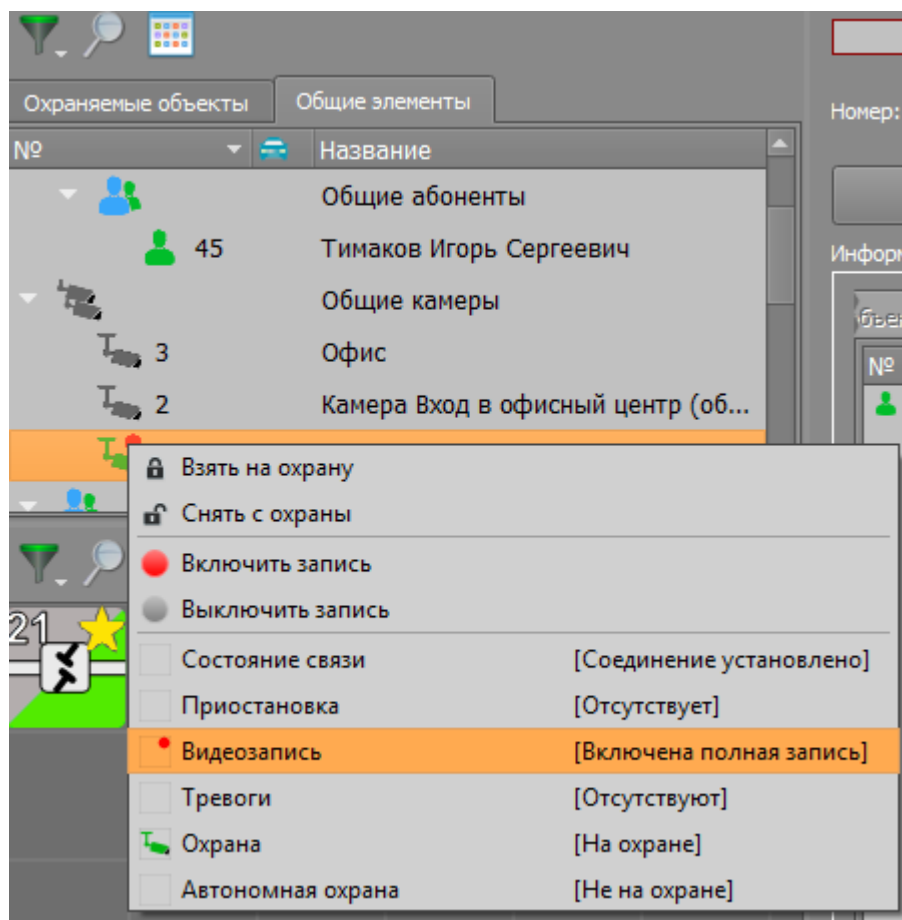 Охраняемые объекты Общие элементы
Номер:
№ Название
Общие абоненты
45 Тимаков Игорь Сергеевич
Общие камеры
3 Офис
№
2 Камера Вход в офисный центр (об...
Взять на охрану
Снять с охраны
Включить запись
Выключить запись
21
Состояние связи [Соединение установлено]
Приостановка [Отсутствует]
Видеозапись [Включена полная запись]
Тревоги [Отсутствуют]
Охрана [На охране]
Автономная охрана [Не на охране]